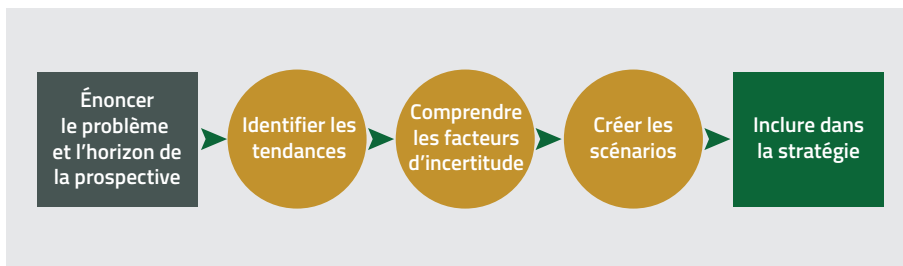 Énoncer
le problème
et l'horizon de
la prospective
Identifier les
tendances
Comprendre
les facteurs
d'incertitude
Créer les
scénarios
Inclure dans
la stratégie